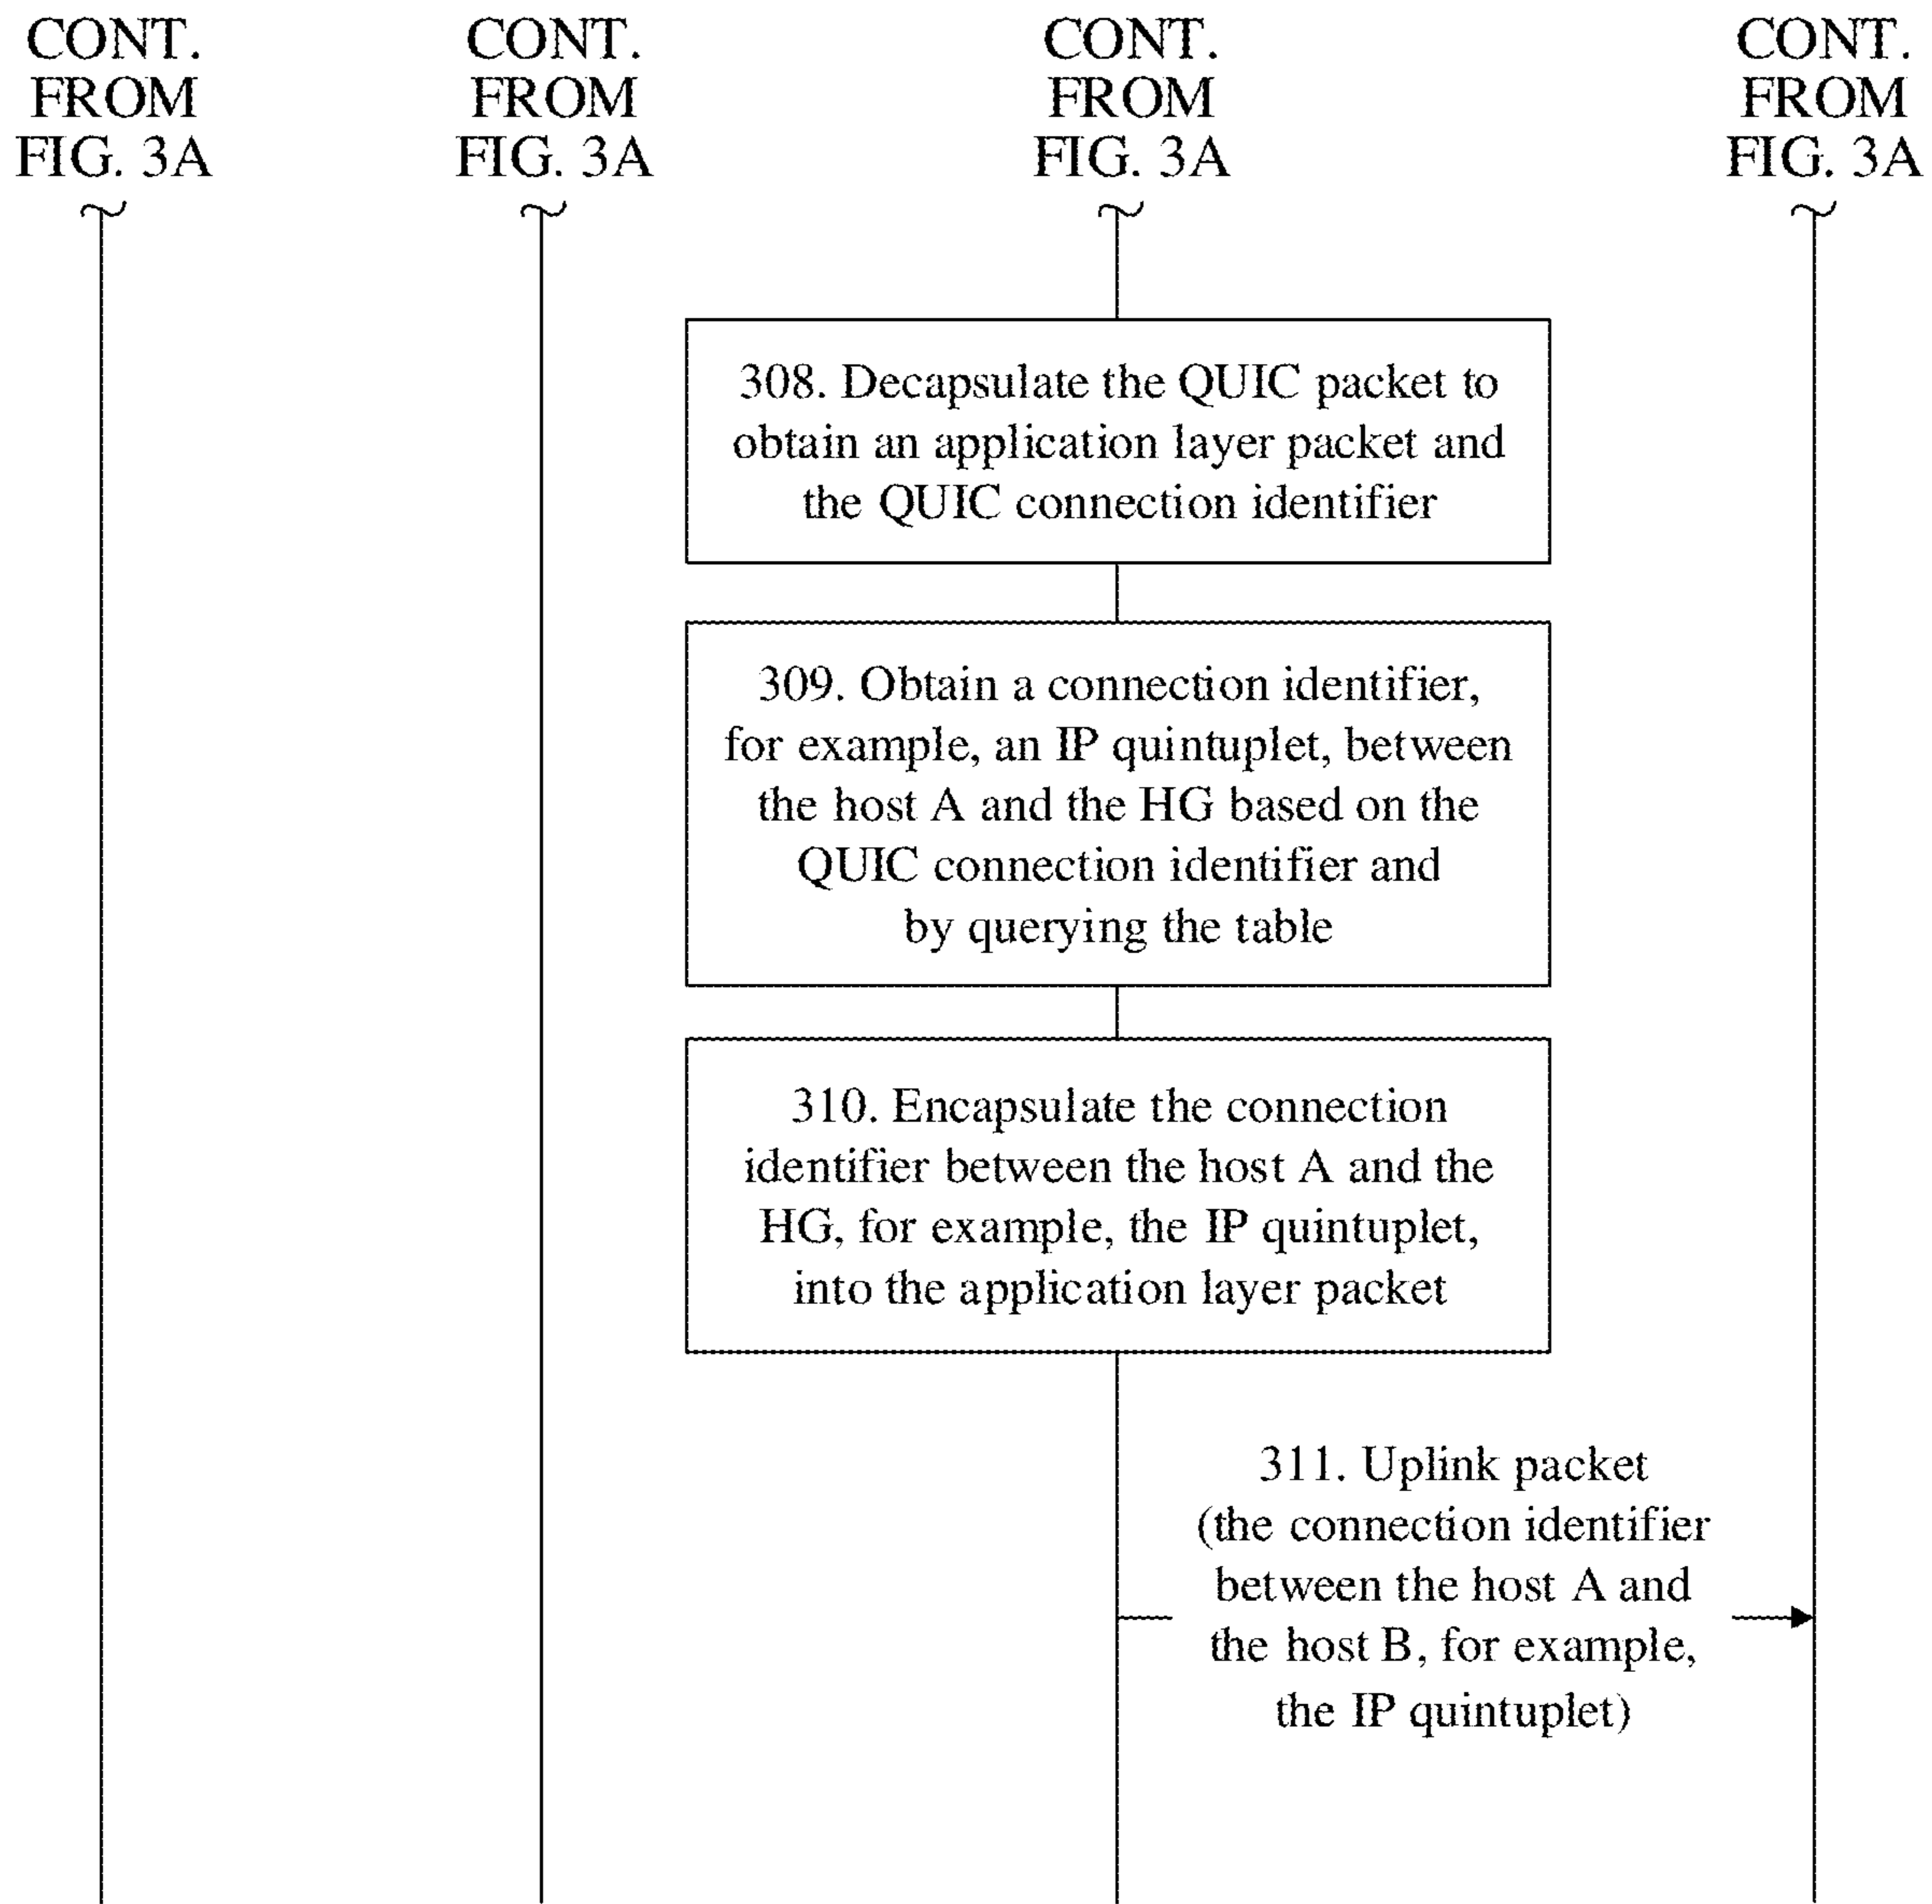 CONT.
FROM
FIG. 3A
CONT.
FROM
FIG. 3A
CONT.
FROM
FIG. 3A
CONT.
FROM
FIG. 3A
308. Decapsulate the QUIC packet to
obtain an application layer packet and
the QUIC connection identifier
309. Obtain a connection identifier,
for example, an IP quintuplet, between
the host A and the HG based on the
QUIC connection identifier and
by querying the table
310. Encapsulate the connection
identifier between the host A and the
HG, for example, the IP quintuplet,
into the application layer packet
311. Uplink packet
(the connection identifier
between the host A and
the host B, for example,
the IP quintuplet)